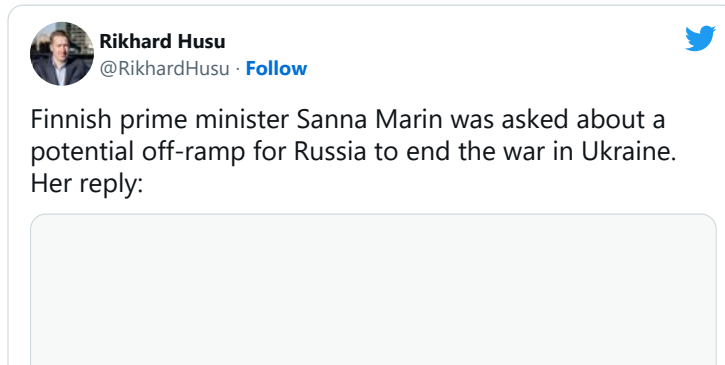 Rikhard Husu
@RikhardHusu · Follow
Finnish prime minister Sanna Marin was asked about a
potential off-ramp for Russia to end the war in Ukraine.
Her reply: